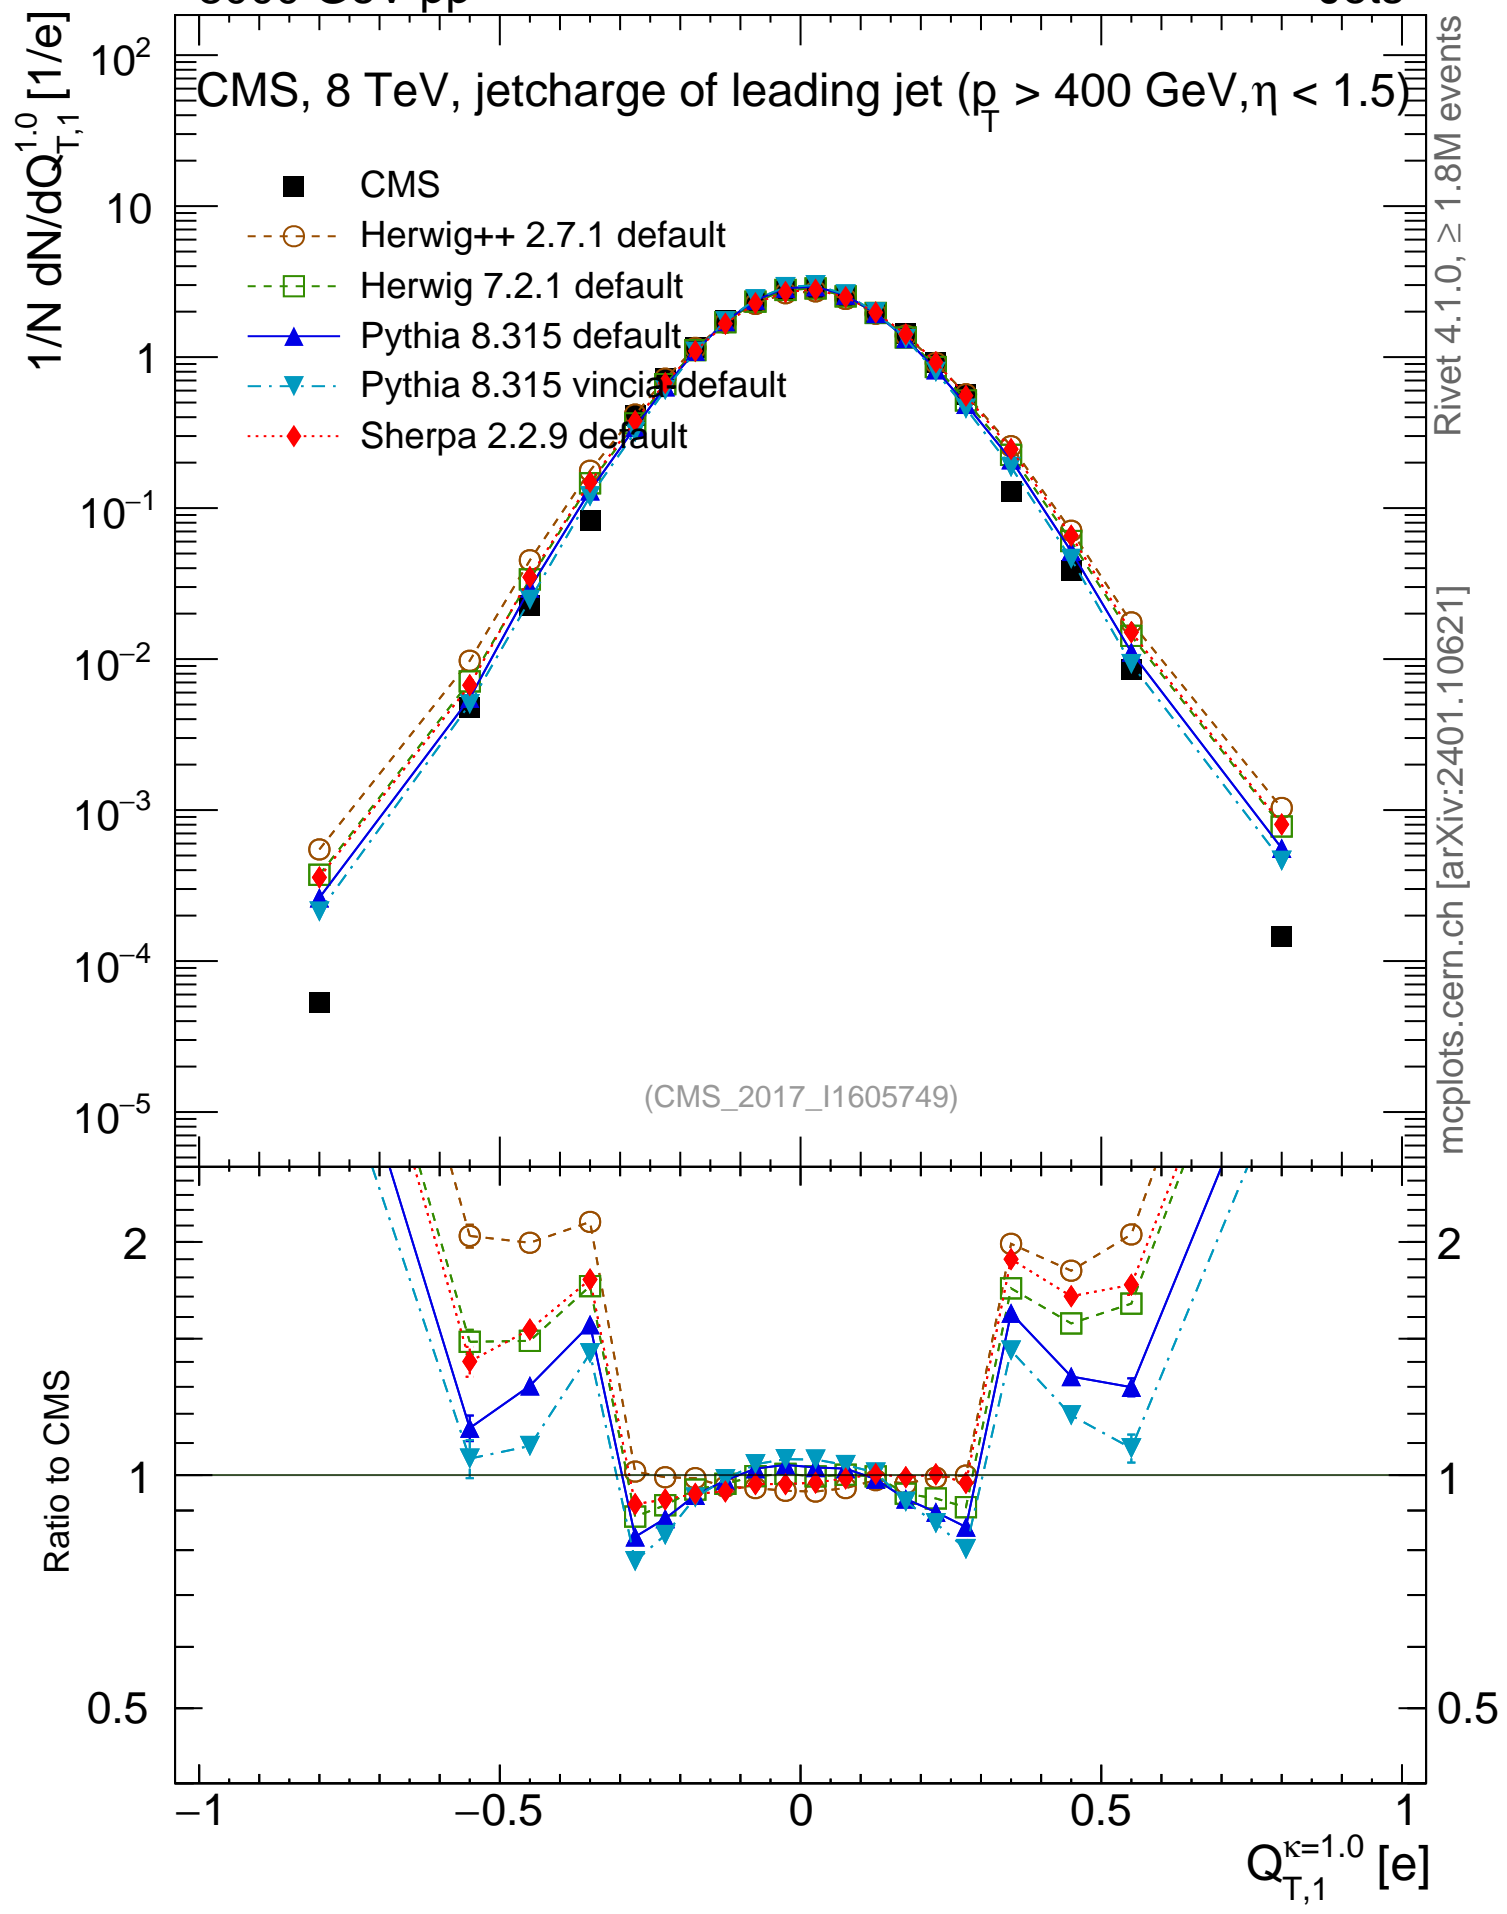 CMS, 8 TeV, jetcharge of leading jet (p_T > 400 GeV,η < 1.5)
1/N dN/dQ_{T,1}^{1.0} [1/e]
CMS
Herwig++ 2.7.1 default
Herwig 7.2.1 default
Pythia 8.315 default
Pythia 8.315 vincia-default
Sherpa 2.2.9 default
10²
10
1
10⁻¹
10⁻²
10⁻³
10⁻⁴
10⁻⁵
(CMS_2017_I1605749)
Rivet 4.1.0, ≥ 1.8M events
mcplots.cern.ch [arXiv:2401.10621]
Ratio to CMS
2
1
0.5
2
1
0.5
−1
−0.5
0
0.5
1
Q_{T,1}^{κ=1.0} [e]